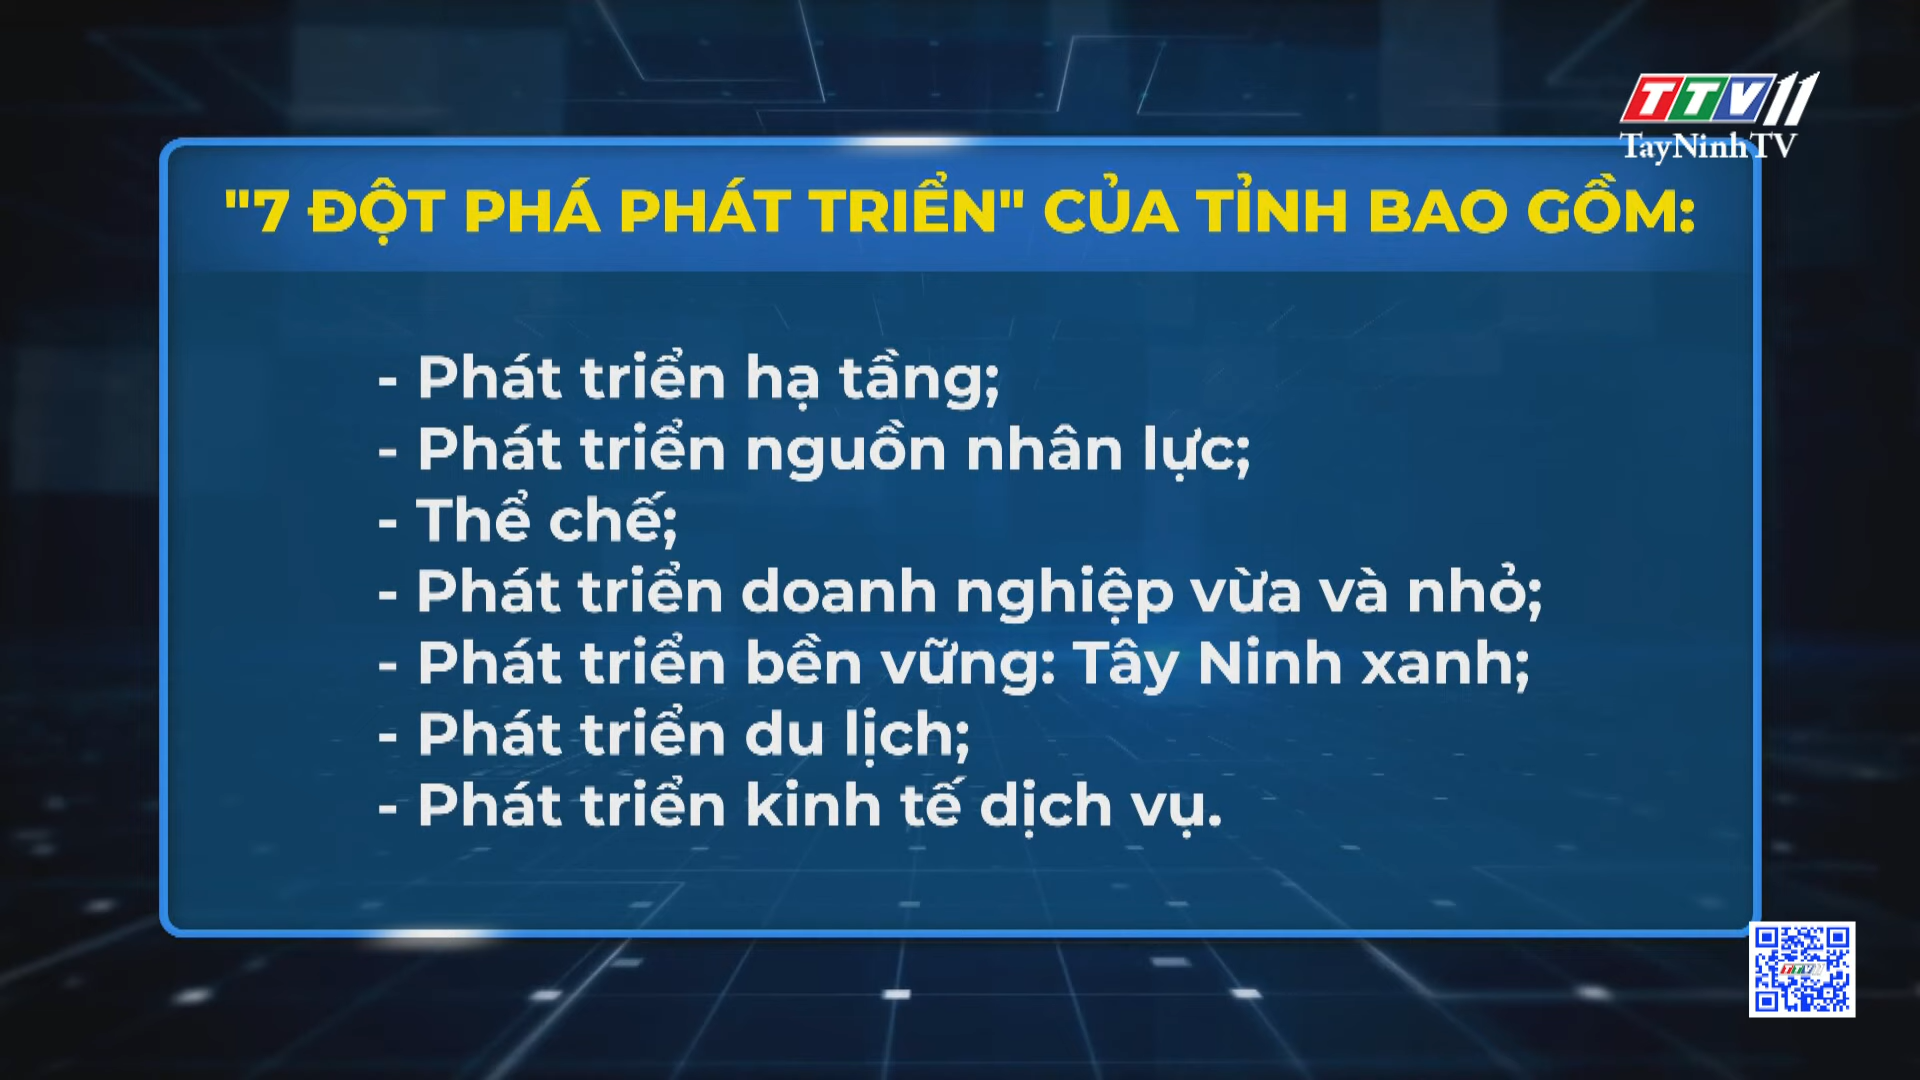 TTV11
TayNinhTV
"7 ĐỘT PHÁ PHÁT TRIỂN" CỦA TỈNH BAO GỒM:
- Phát triển hạ tầng;
- Phát triển nguồn nhân lực;
- Thể chế;
- Phát triển doanh nghiệp vừa và nhỏ;
- Phát triển bền vững: Tây Ninh xanh;
- Phát triển du lịch;
- Phát triển kinh tế dịch vụ.
TTV11